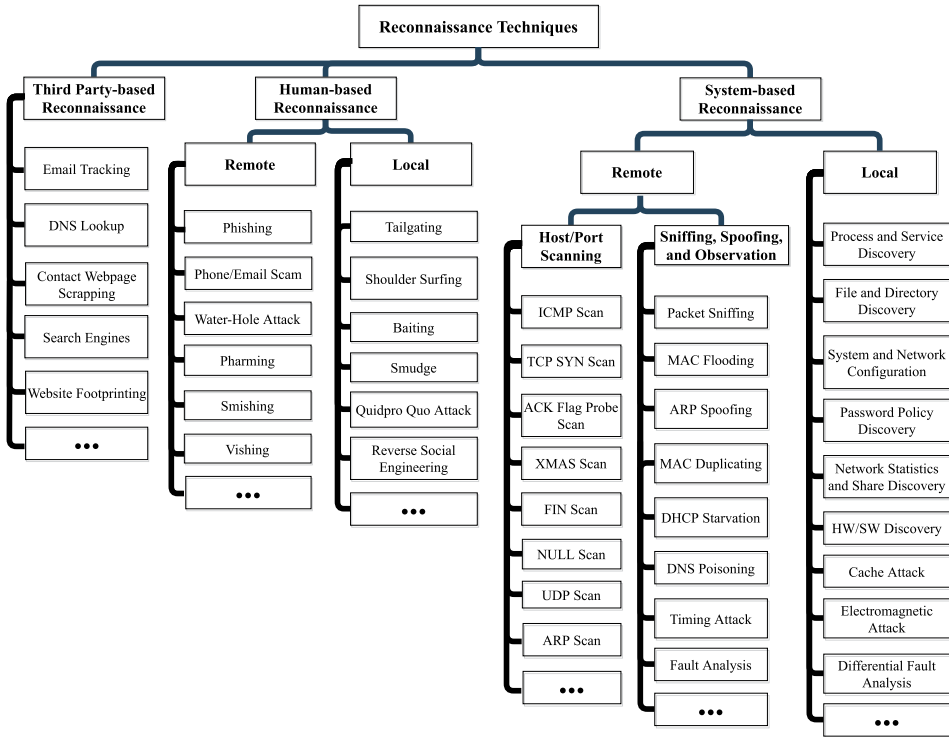 Reconnaissance Techniques
Third Party-based
Reconnaissance
Email Tracking
DNS Lookup
Contact Webpage
Scrapping
Search Engines
Website Footprinting
•••
Human-based
Reconnaissance
Remote
Phishing
Phone/Email Scam
Water-Hole Attack
Pharming
Smishing
Vishing
•••
Local
Tailgating
Shoulder Surfing
Baiting
Smudge
Quidpro Quo Attack
Reverse Social
Engineering
•••
System-based
Reconnaissance
Remote
Host/Port
Scanning
ICMP Scan
TCP SYN Scan
ACK Flag Probe
Scan
XMAS Scan
FIN Scan
NULL Scan
UDP Scan
ARP Scan
•••
Sniffing, Spoofing,
and Observation
Packet Sniffing
MAC Flooding
ARP Spoofing
MAC Duplicating
DHCP Starvation
DNS Poisoning
Timing Attack
Fault Analysis
•••
Local
Process and Service
Discovery
File and Directory
Discovery
System and Network
Configuration
Password Policy
Discovery
Network Statistics
and Share Discovery
HW/SW Discovery
Cache Attack
Electromagnetic
Attack
Differential Fault
Analysis
•••